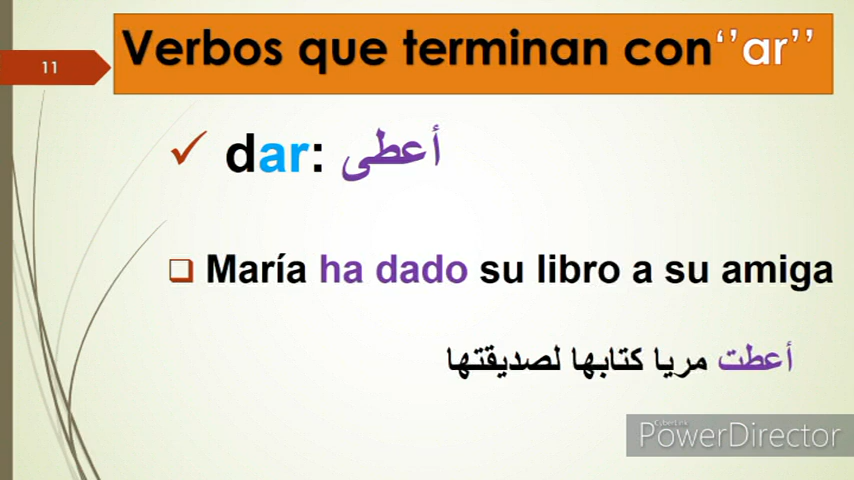 Verbos que terminan con‘’ar’’
11
dar: أعطى
María ha dado su libro a su amiga
أعطت مريا كتابها لصديقتها
CyberLink
PowerDirector